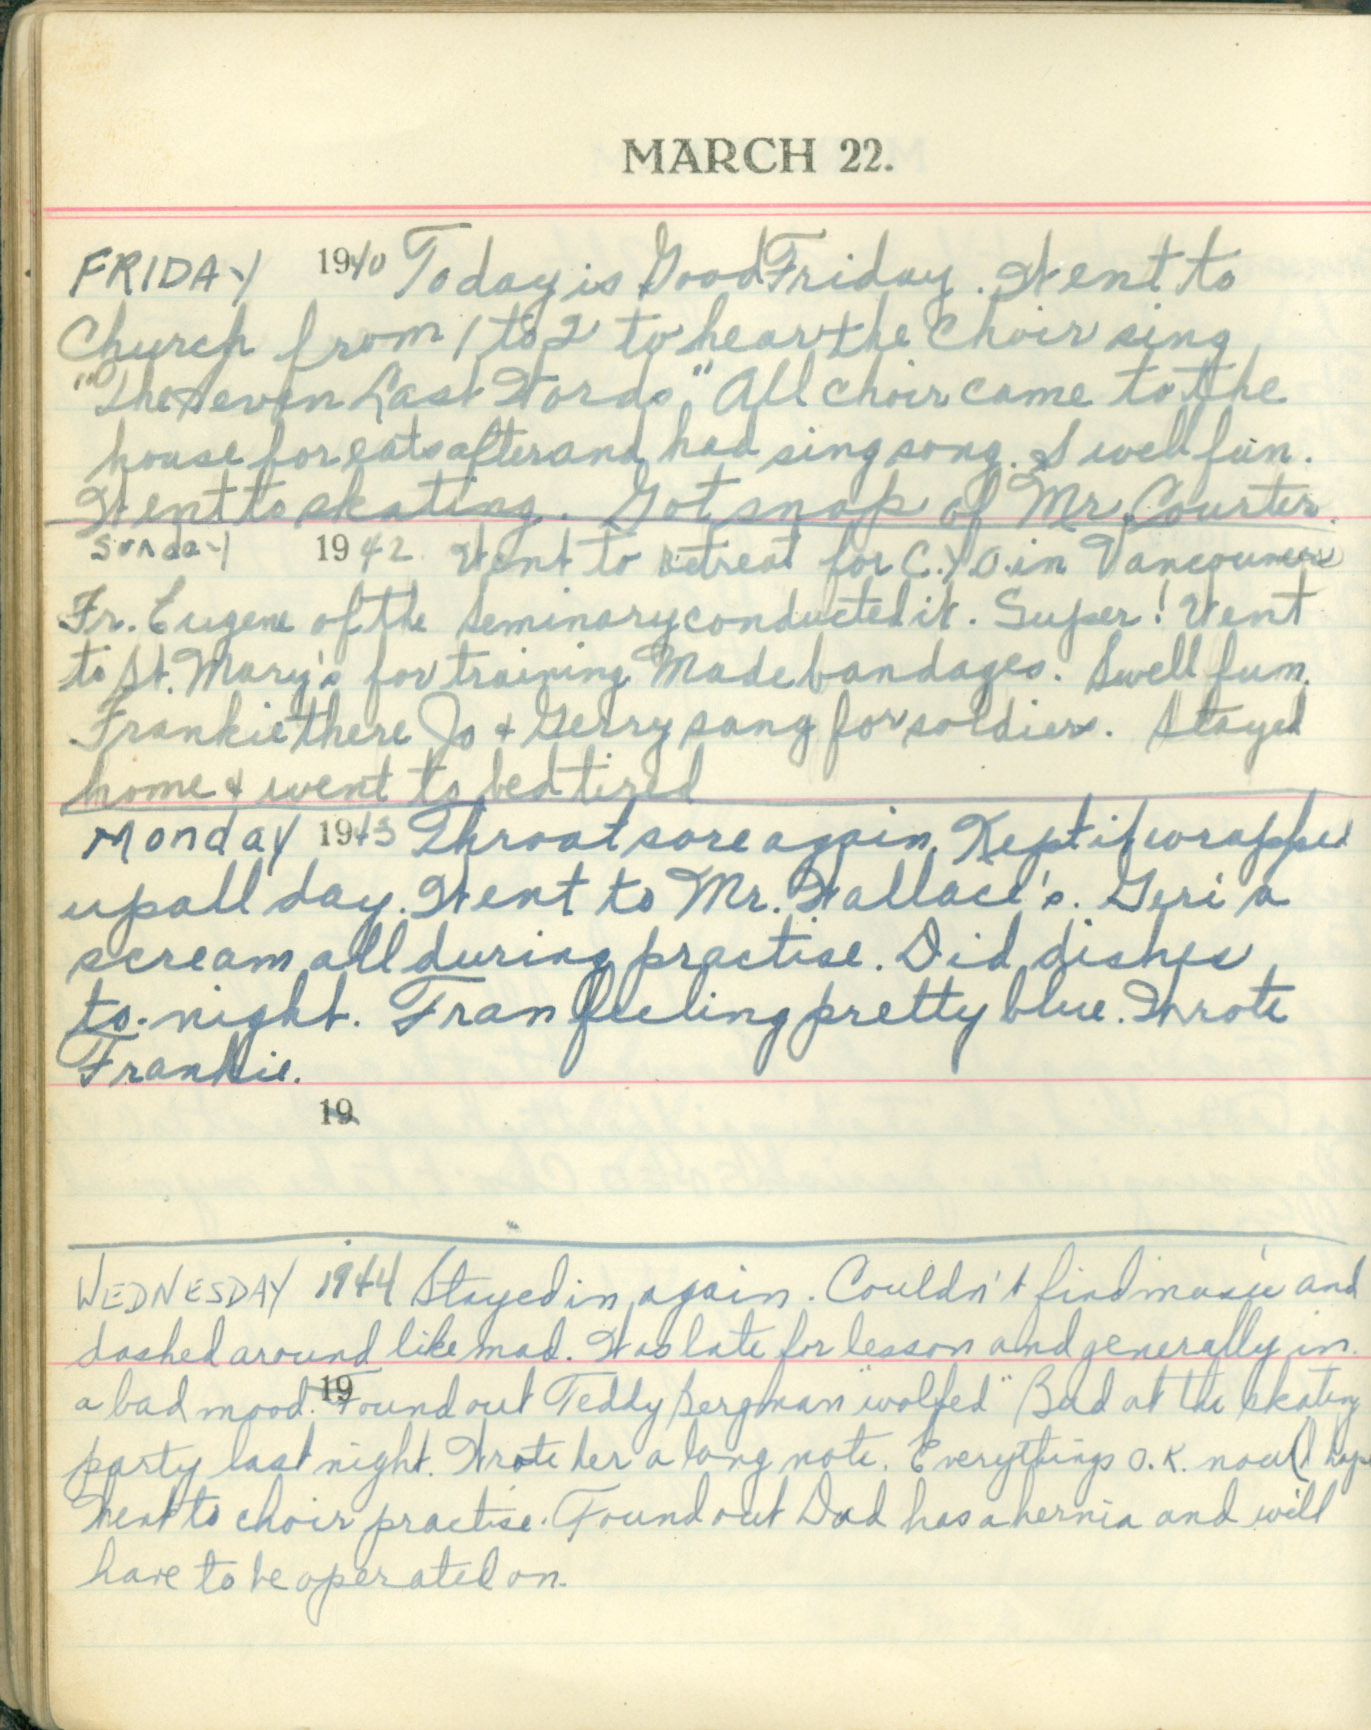 MARCH 22.
FRIDAY 1940 Today is Good Friday. Went to
Church from 1 to 2 to hear the Choir sing
"The Seven Last Words". All choir came to the
house for eats after and had sing song. Swell fun.
Went to skating. Got snap of Mr. Courter.
Sunday 1942 Went to retreat for C.Y.O. in Vancouver
Fr. Eugene of the Seminary conducted it. Super! Went
to St. Mary's for training Made bandages. Swell fun.
Frankie there Jo + Gerry sang for soldiers. Stayed
home & went to bed tired
Monday 1943 Throat sore again. Kept it wrapped
up all day. Went to Mr. Wallace's. Geri a
scream all during practise. Did dishes
to-night. Fran feeling pretty blue. Wrote
Frankie.
19
WEDNESDAY 1944 Stayed in again. Couldn't find music and
dashed around like mad. Was late for lesson and generally in
19
a bad mood. Found out Teddy Bergman "wolfed" Bud at the skating
party last night. Wrote her a long note. Everythings O.K. now I hope
Went to choir practise. Found out Dad has a hernia and will
have to be operated on.